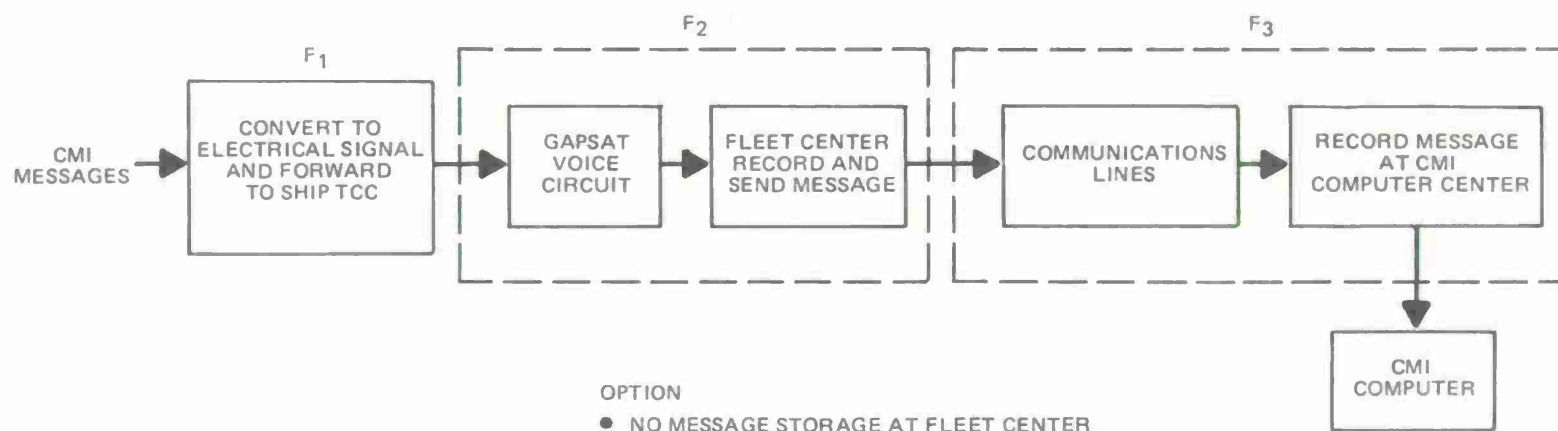 F2
F3
F1
CMI
MESSAGES
CONVERT TO
ELECTRICAL SIGNAL
AND FORWARD
TO SHIP TCC
GAPSAT
VOICE
CIRCUIT
FLEET CENTER
RECORD AND
SEND MESSAGE
COMMUNICATIONS
LINES
RECORD MESSAGE
AT CMI
COMPUTER CENTER
CMI
COMPUTER
OPTION
● NO MESSAGE STORAGE AT FLEET CENTER